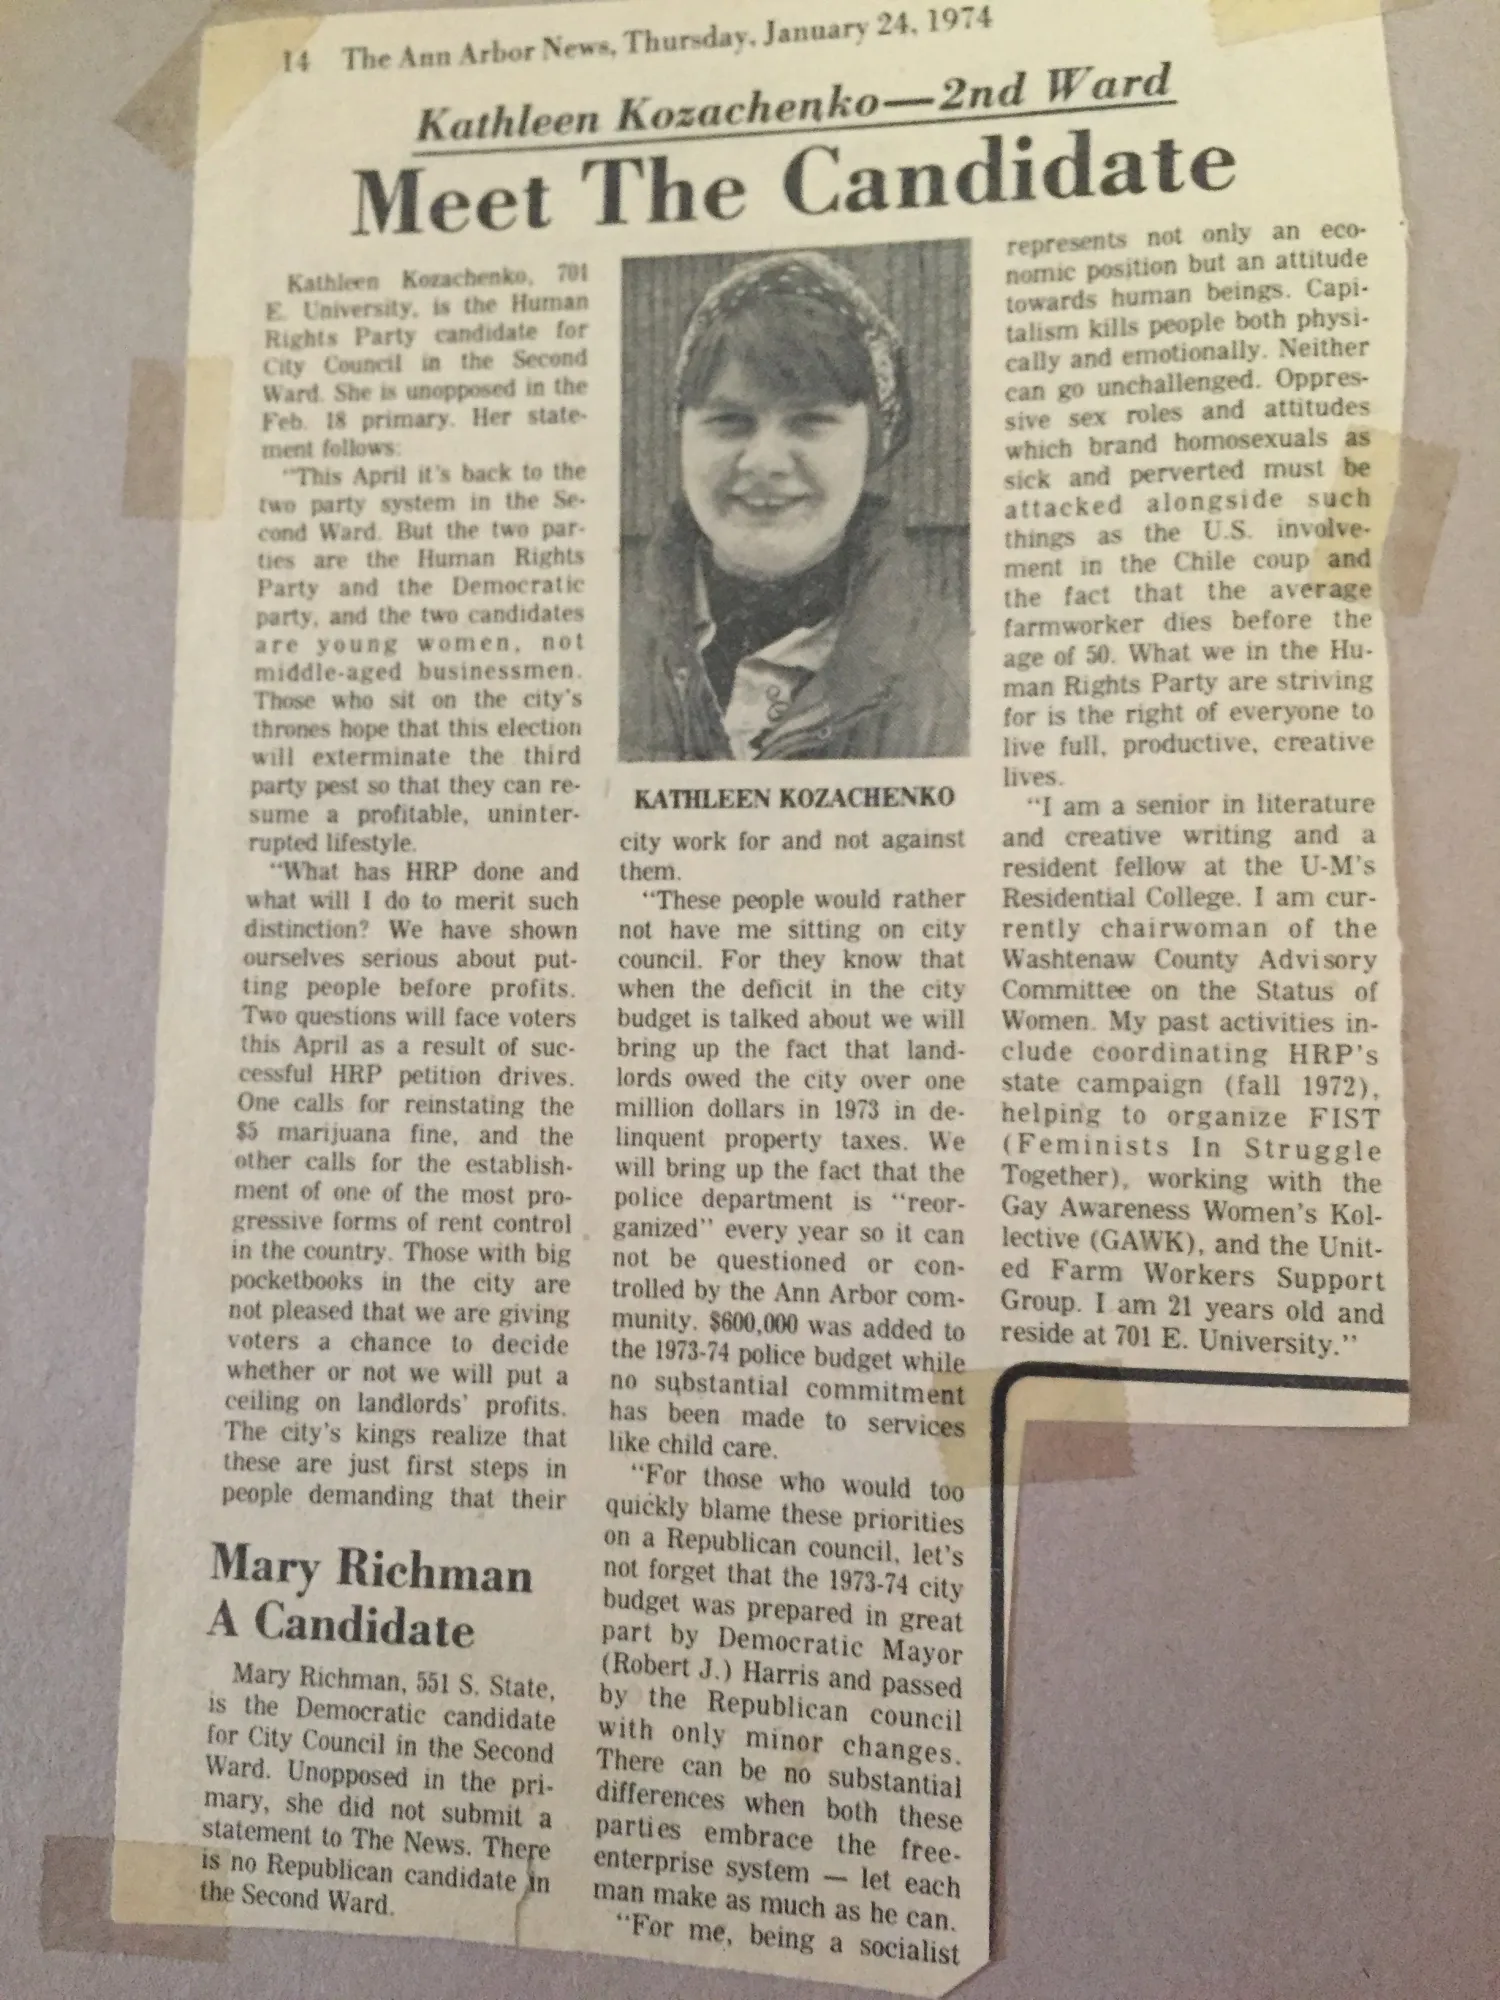 14 The Ann Arbor News, Thursday, January 24, 1974
Kathleen Kozachenko—2nd Ward
Meet The Candidate
Kathleen Kozachenko, 701
E. University, is the Human
Rights Party candidate for
City Council in the Second
Ward. She is unopposed in the
Feb. 18 primary. Her state-
ment follows:
"This April it's back to the
two party system in the Se-
cond Ward. But the two par-
ties are the Human Rights
Party and the Democratic
party, and the two candidates
are young women, not
middle-aged businessmen.
Those who sit on the city's
thrones hope that this election
will exterminate the third
party pest so that they can re-
sume a profitable, uninter-
rupted lifestyle.
"What has HRP done and
what will I do to merit such
distinction? We have shown
ourselves serious about put-
ting people before profits.
Two questions will face voters
this April as a result of suc-
cessful HRP petition drives.
One calls for reinstating the
$5 marijuana fine, and the
other calls for the establish-
ment of one of the most pro-
gressive forms of rent control
in the country. Those with big
pocketbooks in the city are
not pleased that we are giving
voters a chance to decide
whether or not we will put a
ceiling on landlords' profits.
The city's kings realize that
these are just first steps in
people demanding that their
KATHLEEN KOZACHENKO
city work for and not against
them.
"These people would rather
not have me sitting on city
council. For they know that
when the deficit in the city
budget is talked about we will
bring up the fact that land-
lords owed the city over one
million dollars in 1973 in de-
linquent property taxes. We
will bring up the fact that the
police department is "reor-
ganized" every year so it can
not be questioned or con-
trolled by the Ann Arbor com-
munity. $600,000 was added to
the 1973-74 police budget while
no substantial commitment
has been made to services
like child care.
"For those who would too
quickly blame these priorities
on a Republican council, let's
not forget that the 1973-74 city
budget was prepared in great
part by Democratic Mayor
(Robert J.) Harris and passed
by the Republican council
with only minor changes.
There can be no substantial
differences when both these
parties embrace the free-
enterprise system — let each
man make as much as he can.
"For me, being a socialist
represents not only an eco-
nomic position but an attitude
towards human beings. Capi-
talism kills people both physi-
cally and emotionally. Neither
can go unchallenged. Oppres-
sive sex roles and attitudes
which brand homosexuals as
sick and perverted must be
attacked alongside such
things as the U.S. involve-
ment in the Chile coup and
the fact that the average
farmworker dies before the
age of 50. What we in the Hu-
man Rights Party are striving
for is the right of everyone to
live full, productive, creative
lives.
"I am a senior in literature
and creative writing and a
resident fellow at the U-M's
Residential College. I am cur-
rently chairwoman of the
Washtenaw County Advisory
Committee on the Status of
Women. My past activities in-
clude coordinating HRP's
state campaign (fall 1972),
helping to organize FIST
(Feminists In Struggle
Together), working with the
Gay Awareness Women's Kol-
lective (GAWK), and the Unit-
ed Farm Workers Support
Group. I am 21 years old and
reside at 701 E. University."
Mary Richman
A Candidate
Mary Richman, 551 S. State,
is the Democratic candidate
for City Council in the Second
Ward. Unopposed in the pri-
mary, she did not submit a
statement to The News. There
is no Republican candidate in
the Second Ward.